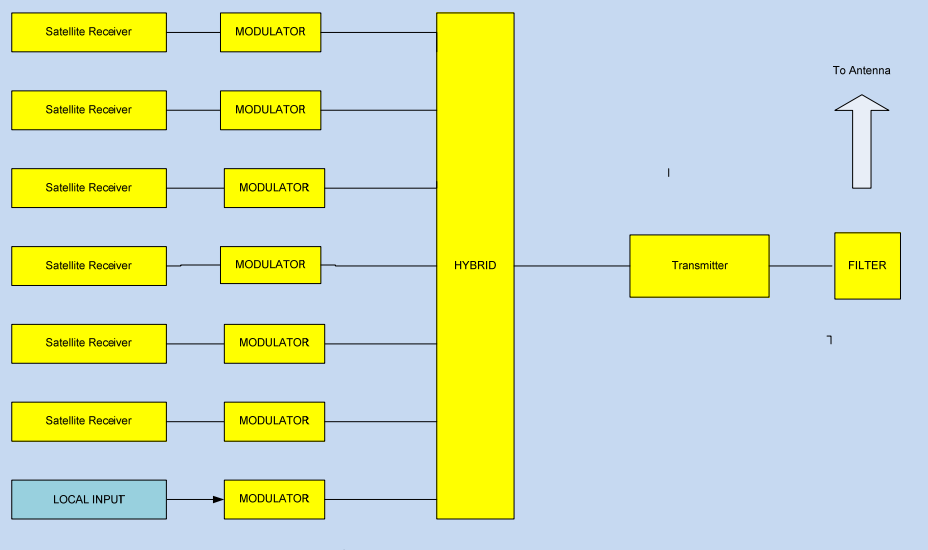 Satellite Receiver
MODULATOR
Satellite Receiver
MODULATOR
Satellite Receiver
MODULATOR
Satellite Receiver
MODULATOR
Satellite Receiver
MODULATOR
Satellite Receiver
MODULATOR
LOCAL INPUT
MODULATOR
HYBRID
Transmitter
FILTER
To Antenna